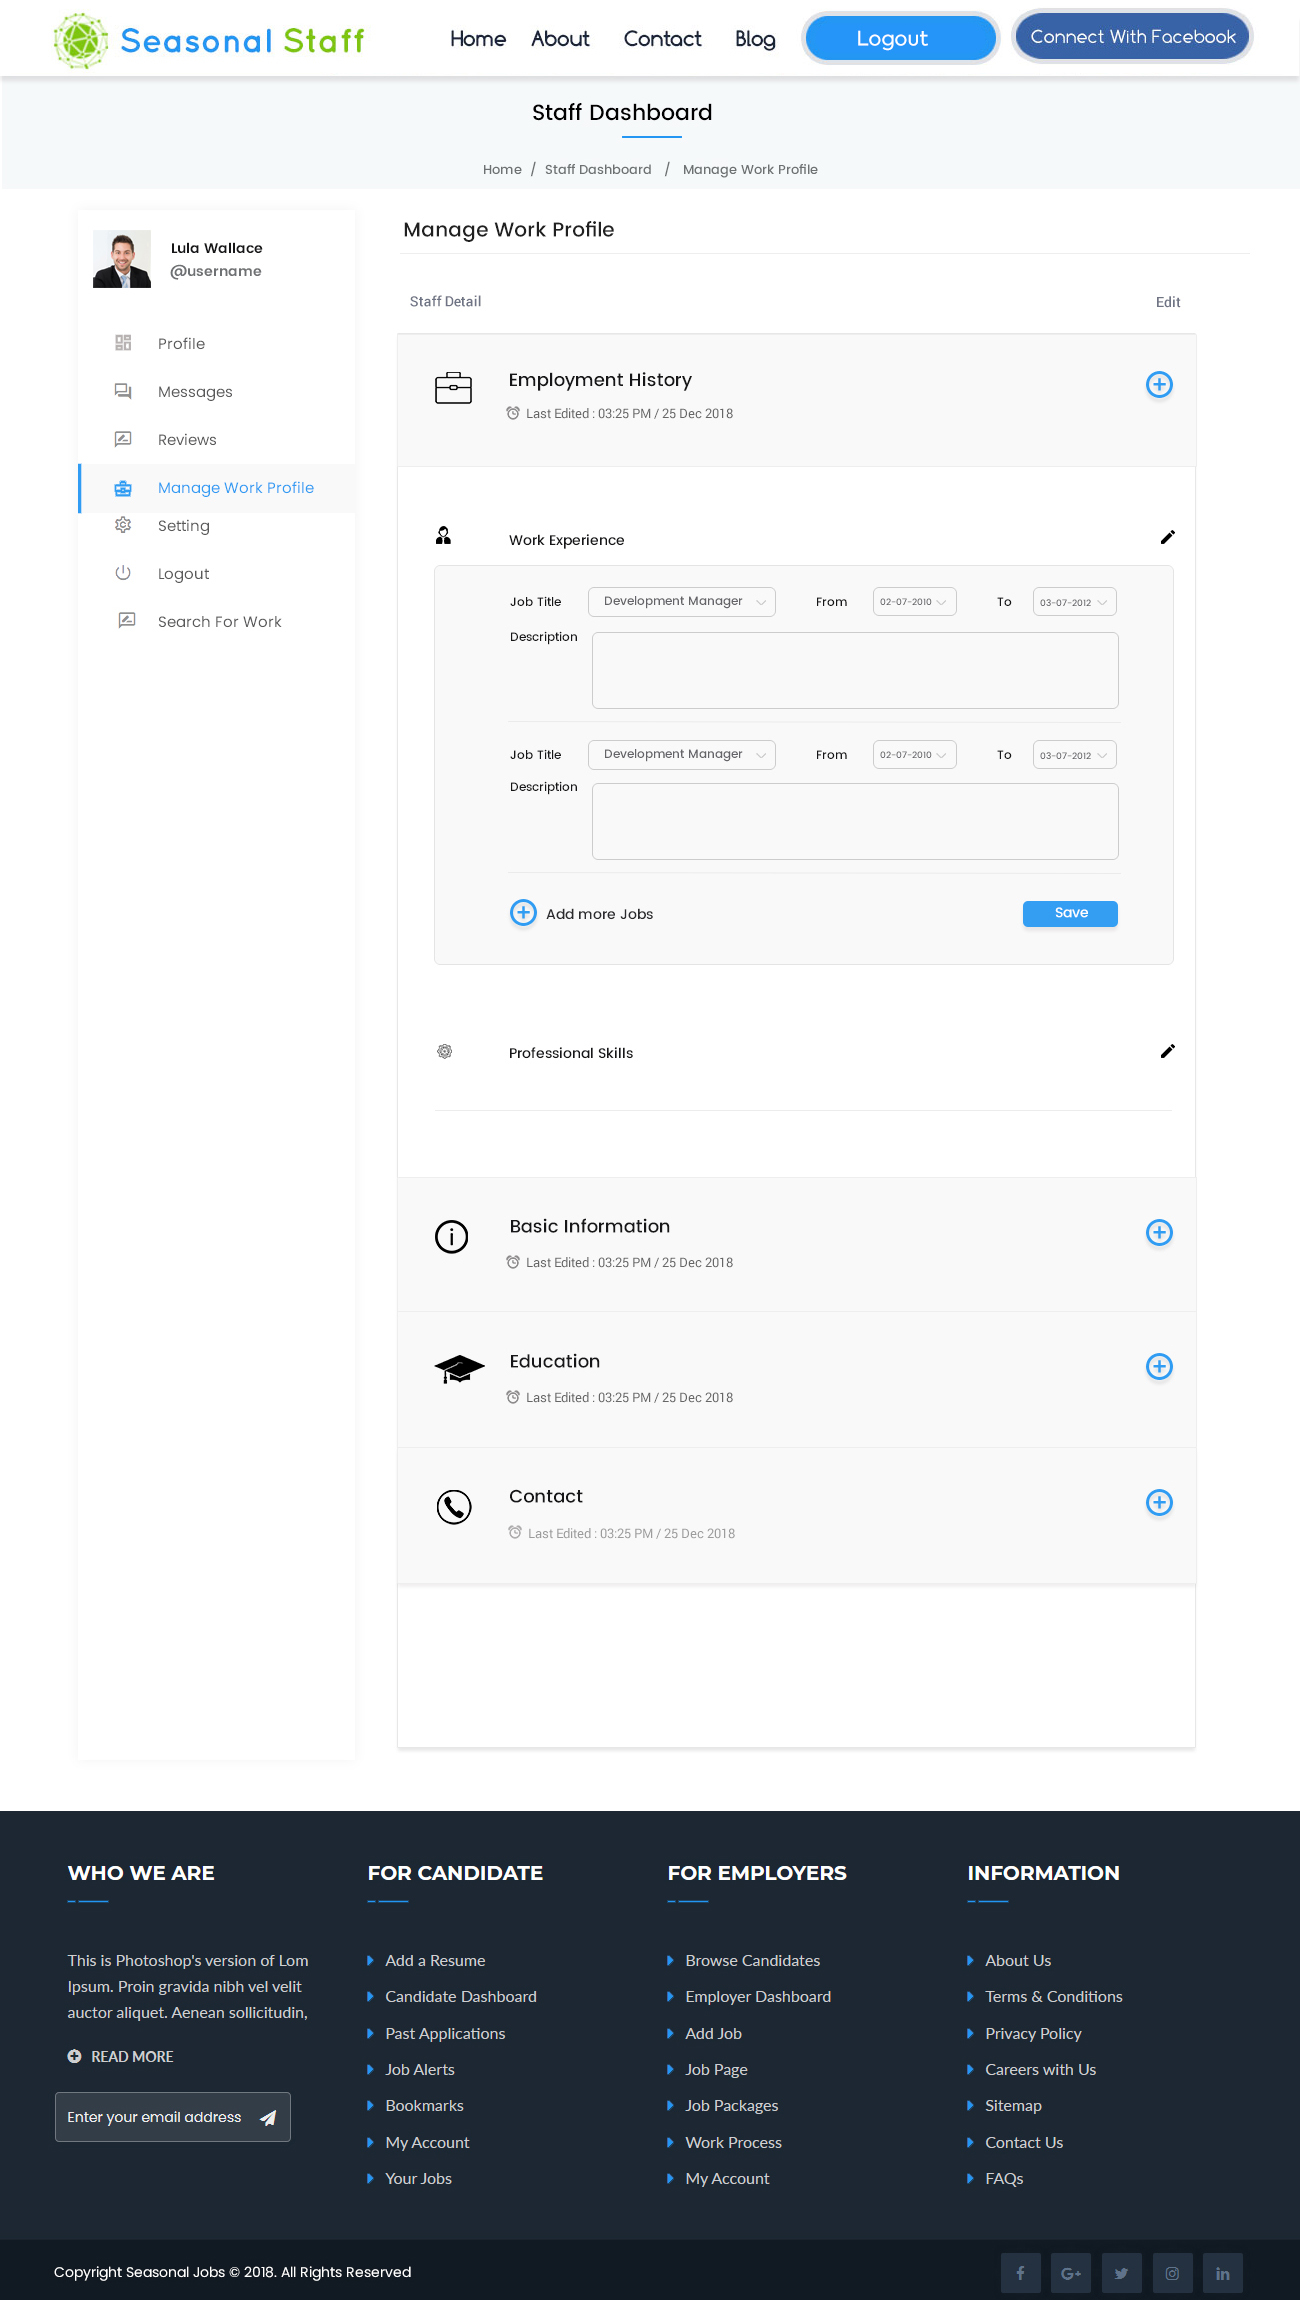 Seasonal Staff
Home About Contact Blog Logout Connect With Facebook
Staff Dashboard
Home / Staff Dashboard / Manage Work Profile
Lula Wallace
@username
Profile
Messages
Reviews
Manage Work Profile
Setting
Logout
Search For Work
Manage Work Profile
Staff Detail Edit
Employment History
Last Edited : 03:25 PM / 25 Dec 2018
Work Experience
Job Title Development Manager From 02-07-2010 To 03-07-2012
Description
Job Title Development Manager From 02-07-2010 To 03-07-2012
Description
Add more Jobs Save
Professional Skills
Basic Information
Last Edited : 03:25 PM / 25 Dec 2018
Education
Last Edited : 03:25 PM / 25 Dec 2018
Contact
Last Edited : 03:25 PM / 25 Dec 2018
WHO WE ARE
This is Photoshop's version of Lom
Ipsum. Proin gravida nibh vel velit
auctor aliquet. Aenean sollicitudin,
READ MORE
Enter your email address
FOR CANDIDATE
Add a Resume
Candidate Dashboard
Past Applications
Job Alerts
Bookmarks
My Account
Your Jobs
FOR EMPLOYERS
Browse Candidates
Employer Dashboard
Add Job
Job Page
Job Packages
Work Process
My Account
INFORMATION
About Us
Terms & Conditions
Privacy Policy
Careers with Us
Sitemap
Contact Us
FAQs
Copyright Seasonal Jobs © 2018. All Rights Reserved